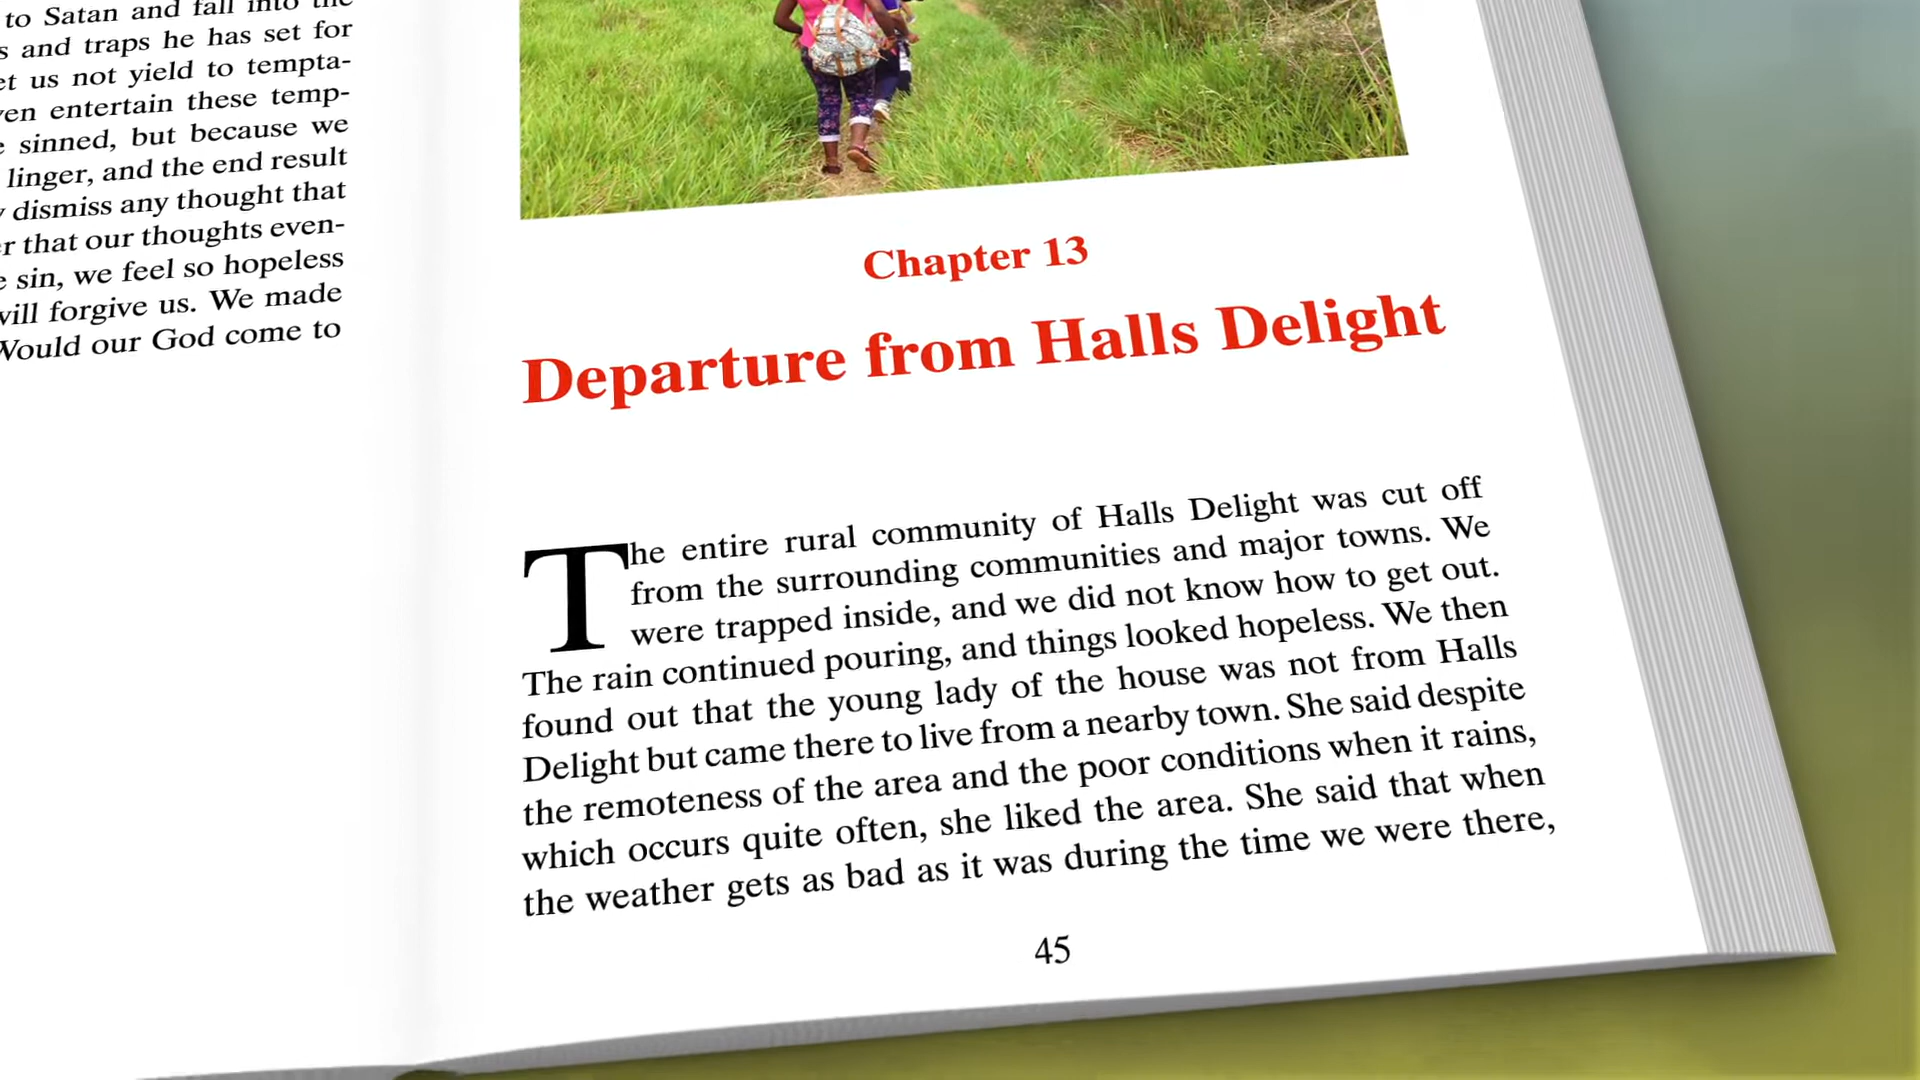 to Satan and fall into the
and traps he has set for
us not yield to tempta-
entertain these temp-
sinned, but because we
linger, and the end result
dismiss any thought that
that our thoughts even-
sin, we feel so hopeless
will forgive us. We made
Would our God come to
Chapter 13
Departure from Halls Delight
The entire rural community of Halls Delight was cut off
from the surrounding communities and major towns. We
were trapped inside, and we did not know how to get out.
The rain continued pouring, and things looked hopeless. We then
found out that the young lady of the house was not from Halls
Delight but came there to live from a nearby town. She said despite
the remoteness of the area and the poor conditions when it rains,
which occurs quite often, she liked the area. She said that when
the weather gets as bad as it was during the time we were there,
45